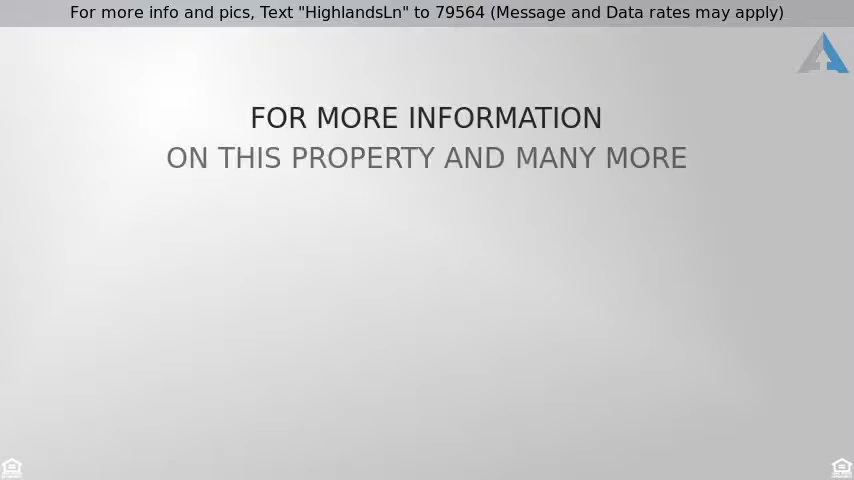 For more info and pics, Text "HighlandsLn" to 79564 (Message and Data rates may apply)
FOR MORE INFORMATION
ON THIS PROPERTY AND MANY MORE